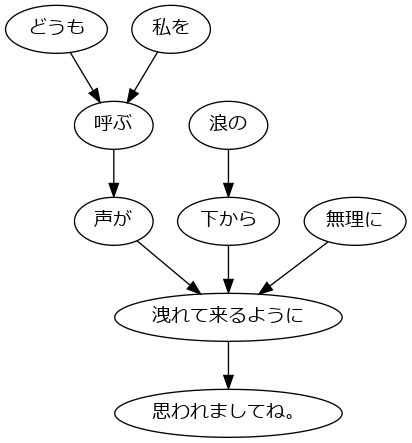 どうも 私を
呼ぶ 浪の
声が 下から 無理に
洩れて来るように
思われましてね。